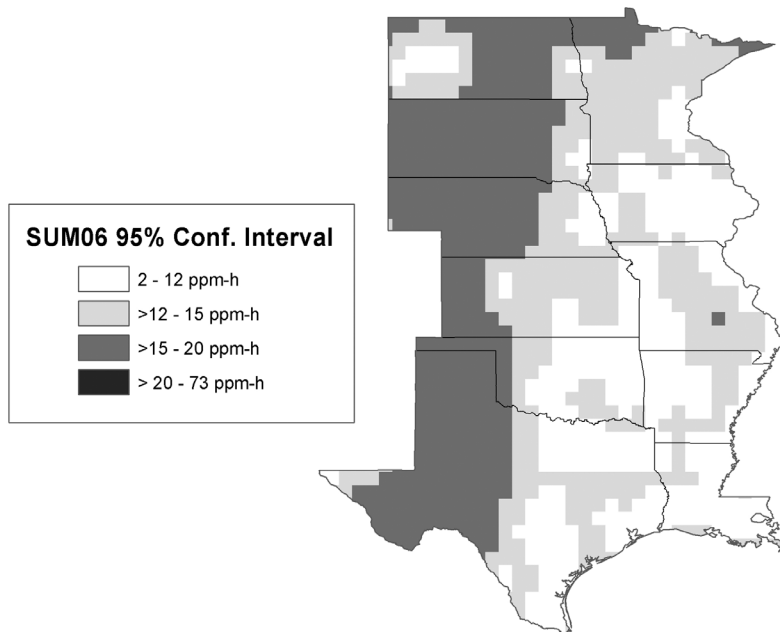 SUM06 95% Conf. Interval
2 - 12 ppm-h
>12 - 15 ppm-h
>15 - 20 ppm-h
> 20 - 73 ppm-h